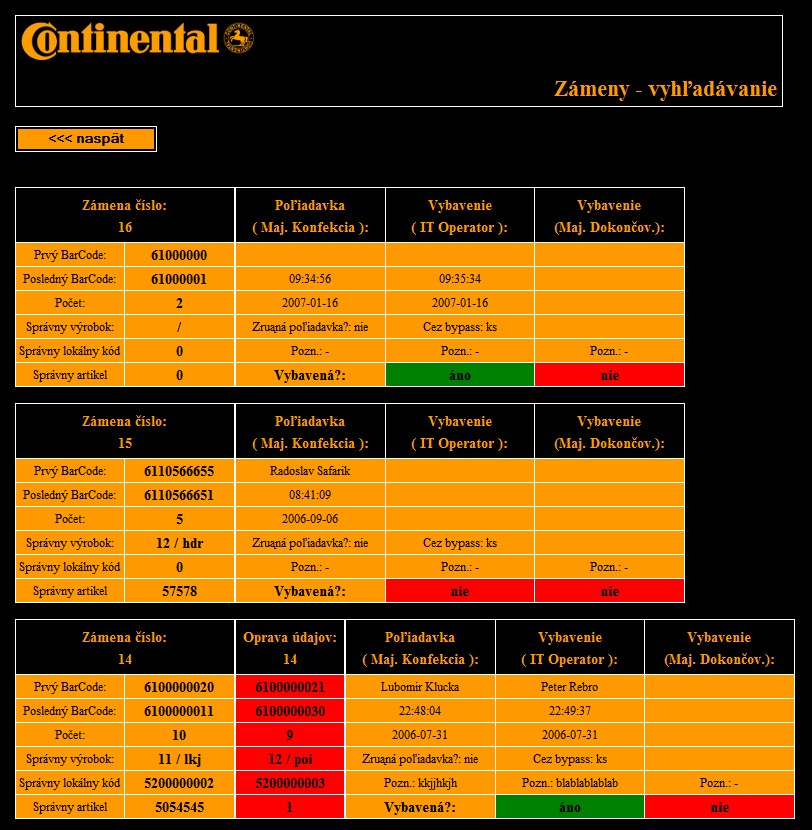 Continental
Zámeny - vyhľadávanie
<<< naspät
Zámena číslo: Poľiadavka Vybavenie Vybavenie
16 ( Maj. Konfekcia ): ( IT Operator ): (Maj. Dokončov.):
Prvý BarCode: 61000000
Posledný BarCode: 61000001 09:34:56 09:35:34
Počet: 2 2007-01-16 2007-01-16
Správny výrobok: / Zruąná poľiadavka?: nie Cez bypass: ks
Správny lokálny kód 0 Pozn.: - Pozn.: - Pozn.: -
Správny artikel 0 Vybavená?: áno nie
Zámena číslo: Poľiadavka Vybavenie Vybavenie
15 ( Maj. Konfekcia ): ( IT Operator ): (Maj. Dokončov.):
Prvý BarCode: 6110566655 Radoslav Safarik
Posledný BarCode: 6110566651 08:41:09
Počet: 5 2006-09-06
Správny výrobok: 12 / hdr Zruąná poľiadavka?: nie Cez bypass: ks
Správny lokálny kód 0 Pozn.: - Pozn.: - Pozn.: -
Správny artikel 57578 Vybavená?: nie nie
Zámena číslo: Oprava údajov: Poľiadavka Vybavenie Vybavenie
14 14 ( Maj. Konfekcia ): ( IT Operator ): (Maj. Dokončov.):
Prvý BarCode: 6100000020 6100000021 Lubomir Klucka Peter Rebro
Posledný BarCode: 6100000011 6100000030 22:48:04 22:49:37
Počet: 10 9 2006-07-31 2006-07-31
Správny výrobok: 11 / lkj 12 / poi Zruąná poľiadavka?: nie Cez bypass: ks
Správny lokálny kód 5200000002 5200000003 Pozn.: kkjjhkjh Pozn.: blablablablab Pozn.: -
Správny artikel 5054545 1 Vybavená?: áno nie